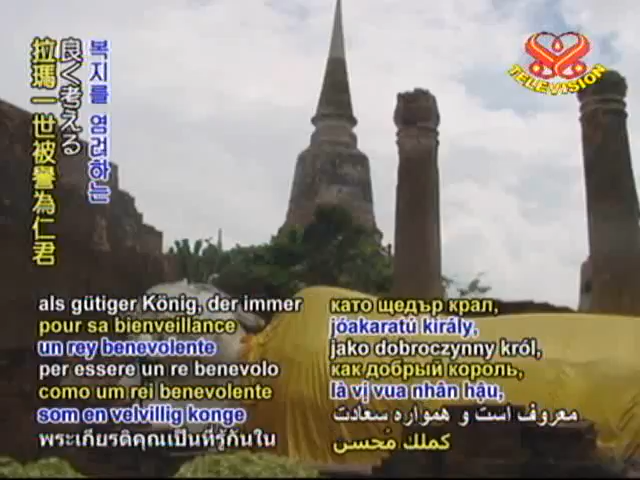 복지를 염려하는
良く考える
拉瑪一世被譽為仁君
TELEVISION
als gütiger König, der immer
pour sa bienveillance
un rey benevolente
per essere un re benevolo
como um rei benevolente
som en velvillig konge
พระเกียรติคุณเป็นที่รู้กันใน
като щедър крал,
jóakaratú király,
jako dobroczynny król,
как добрый король,
là vị vua nhân hậu,
معروف است و همواره سعادت
كملك مُحسن